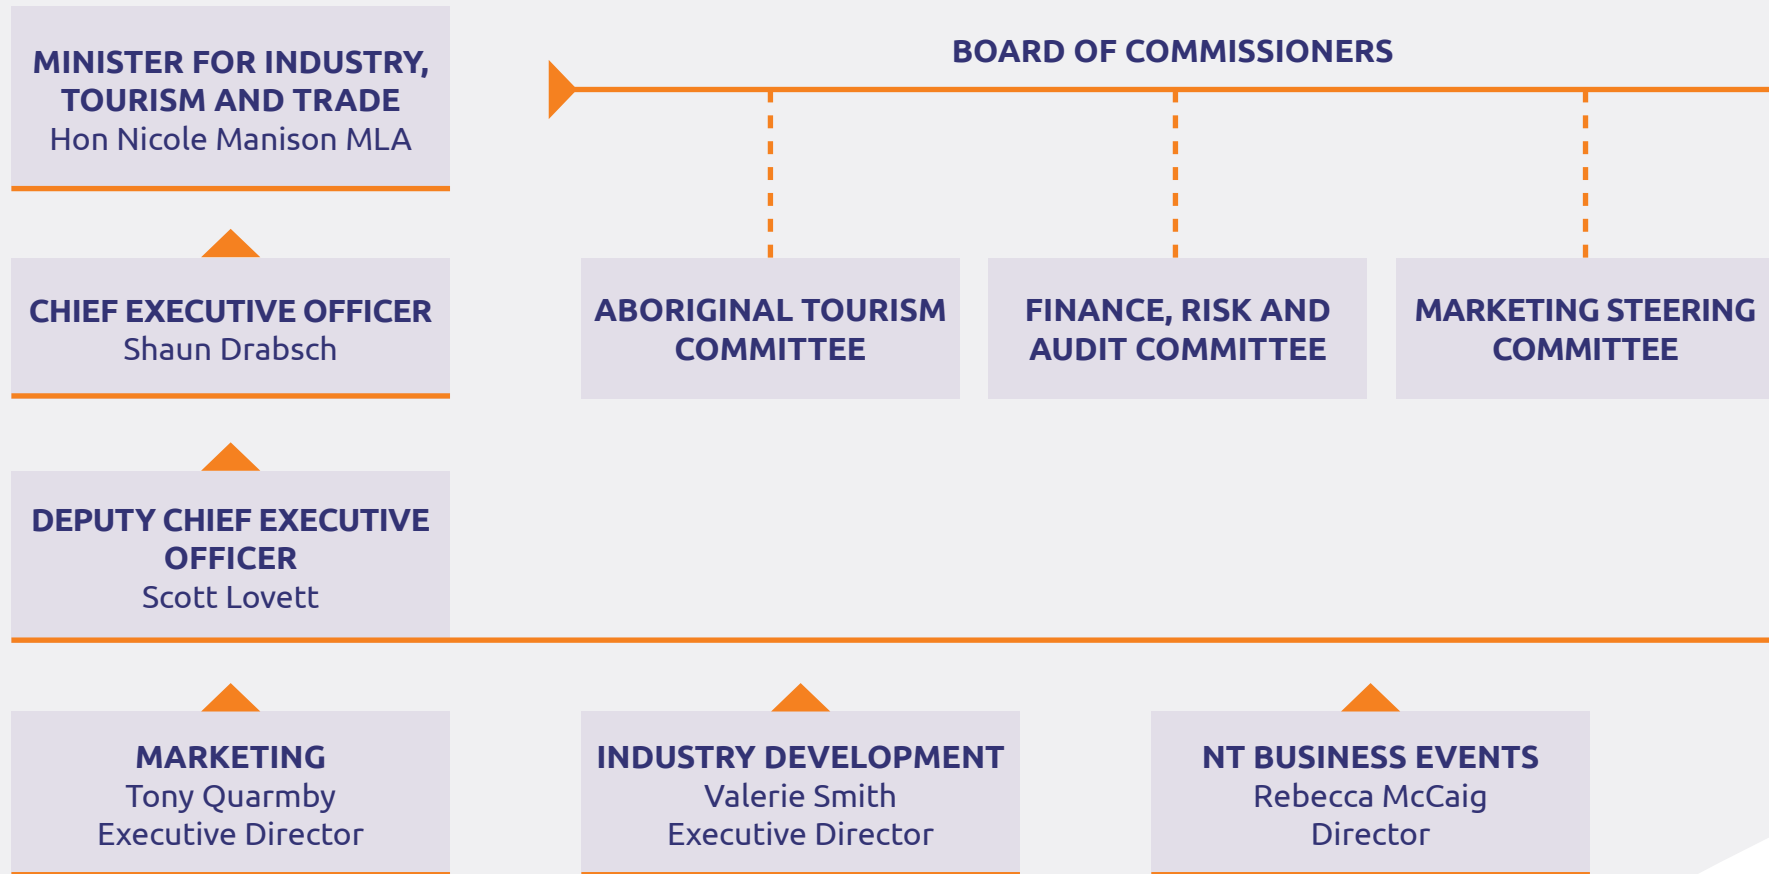 MINISTER FOR INDUSTRY,
TOURISM AND TRADE
Hon Nicole Manison MLA
BOARD OF COMMISSIONERS
CHIEF EXECUTIVE OFFICER
Shaun Drabsch
ABORIGINAL TOURISM
COMMITTEE
FINANCE, RISK AND
AUDIT COMMITTEE
MARKETING STEERING
COMMITTEE
DEPUTY CHIEF EXECUTIVE
OFFICER
Scott Lovett
MARKETING
Tony Quarmby
Executive Director
INDUSTRY DEVELOPMENT
Valerie Smith
Executive Director
NT BUSINESS EVENTS
Rebecca McCaig
Director